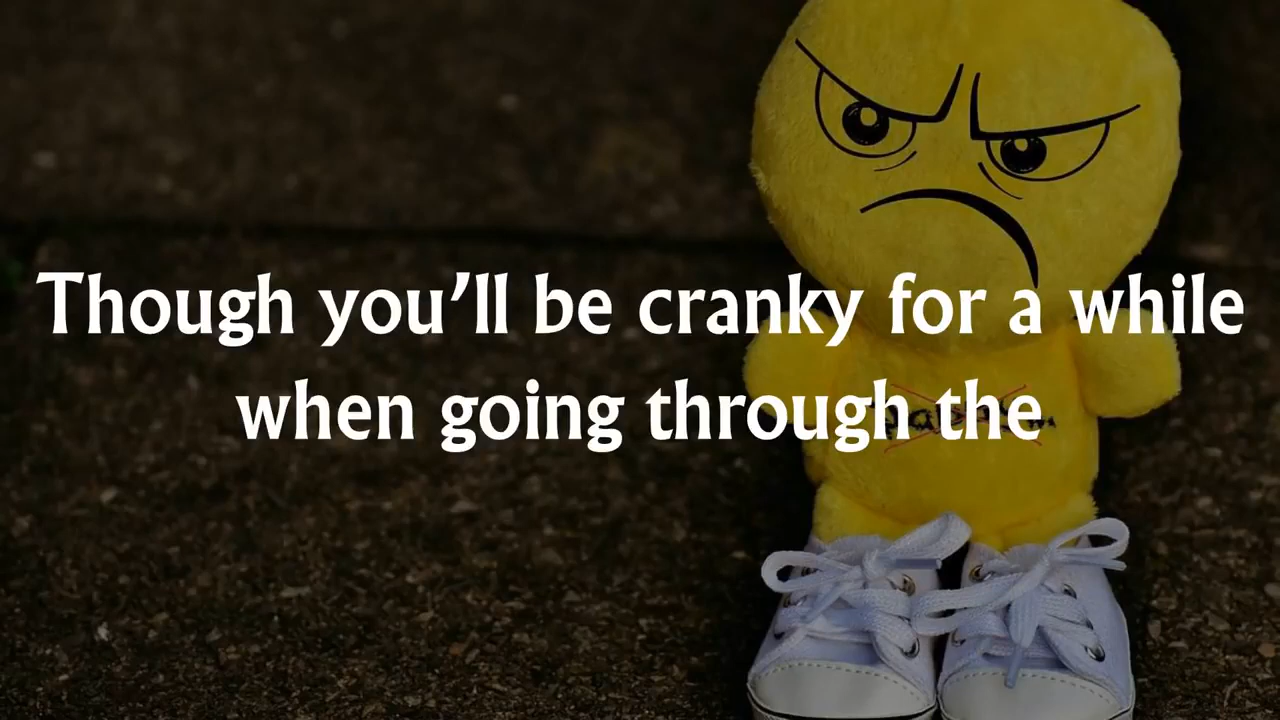 Though you’ll be cranky for a while
when going through the